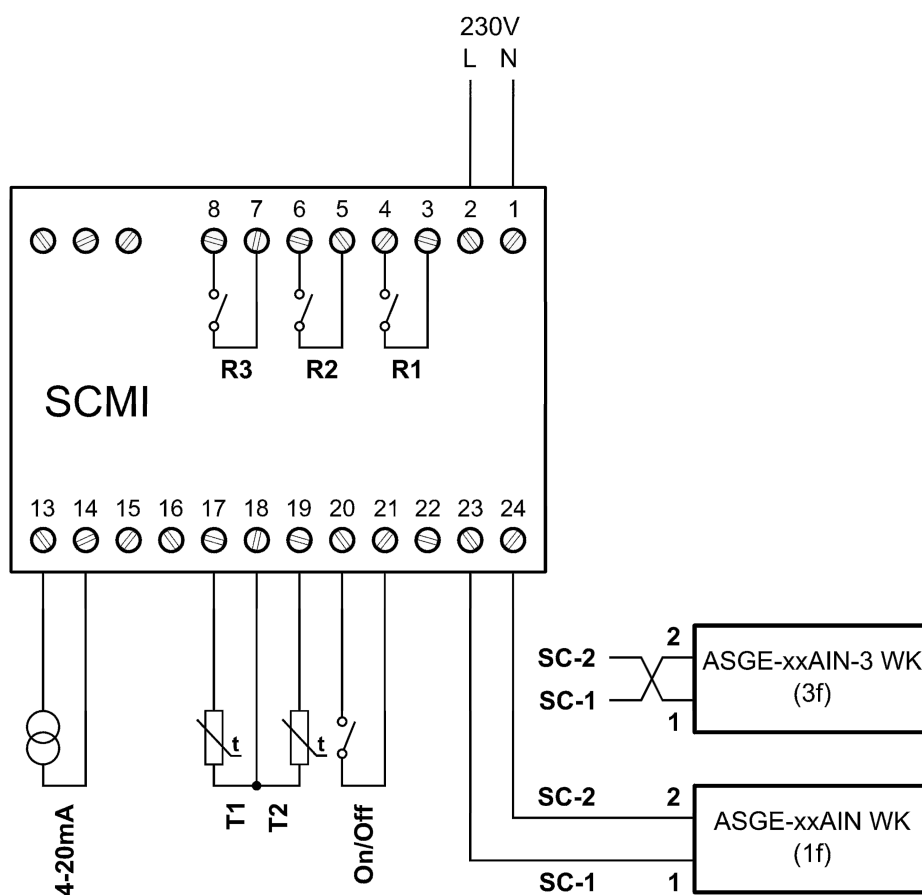 230V
L N
8 7 6 5 4 3 2 1
R3 R2 R1
SCMI
13 14 15 16 17 18 19 20 21 22 23 24
SC-2 2
ASGE-xxAIN-3 WK
(3f)
SC-1 1
t t
4-20mA
T1
T2
On/Off
SC-2 2
ASGE-xxAIN WK
(1f)
SC-1 1